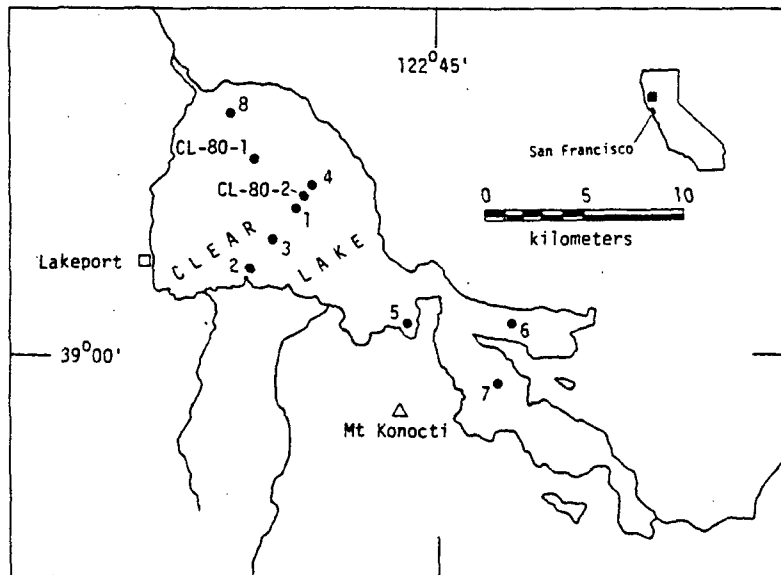 122°45'
8
CL-80-1
San Francisco
4
CL-80-2
1
0 5 10
kilometers
3
CLEAR LAKE
Lakeport
2
5
6
39°00'
7
Mt Konocti